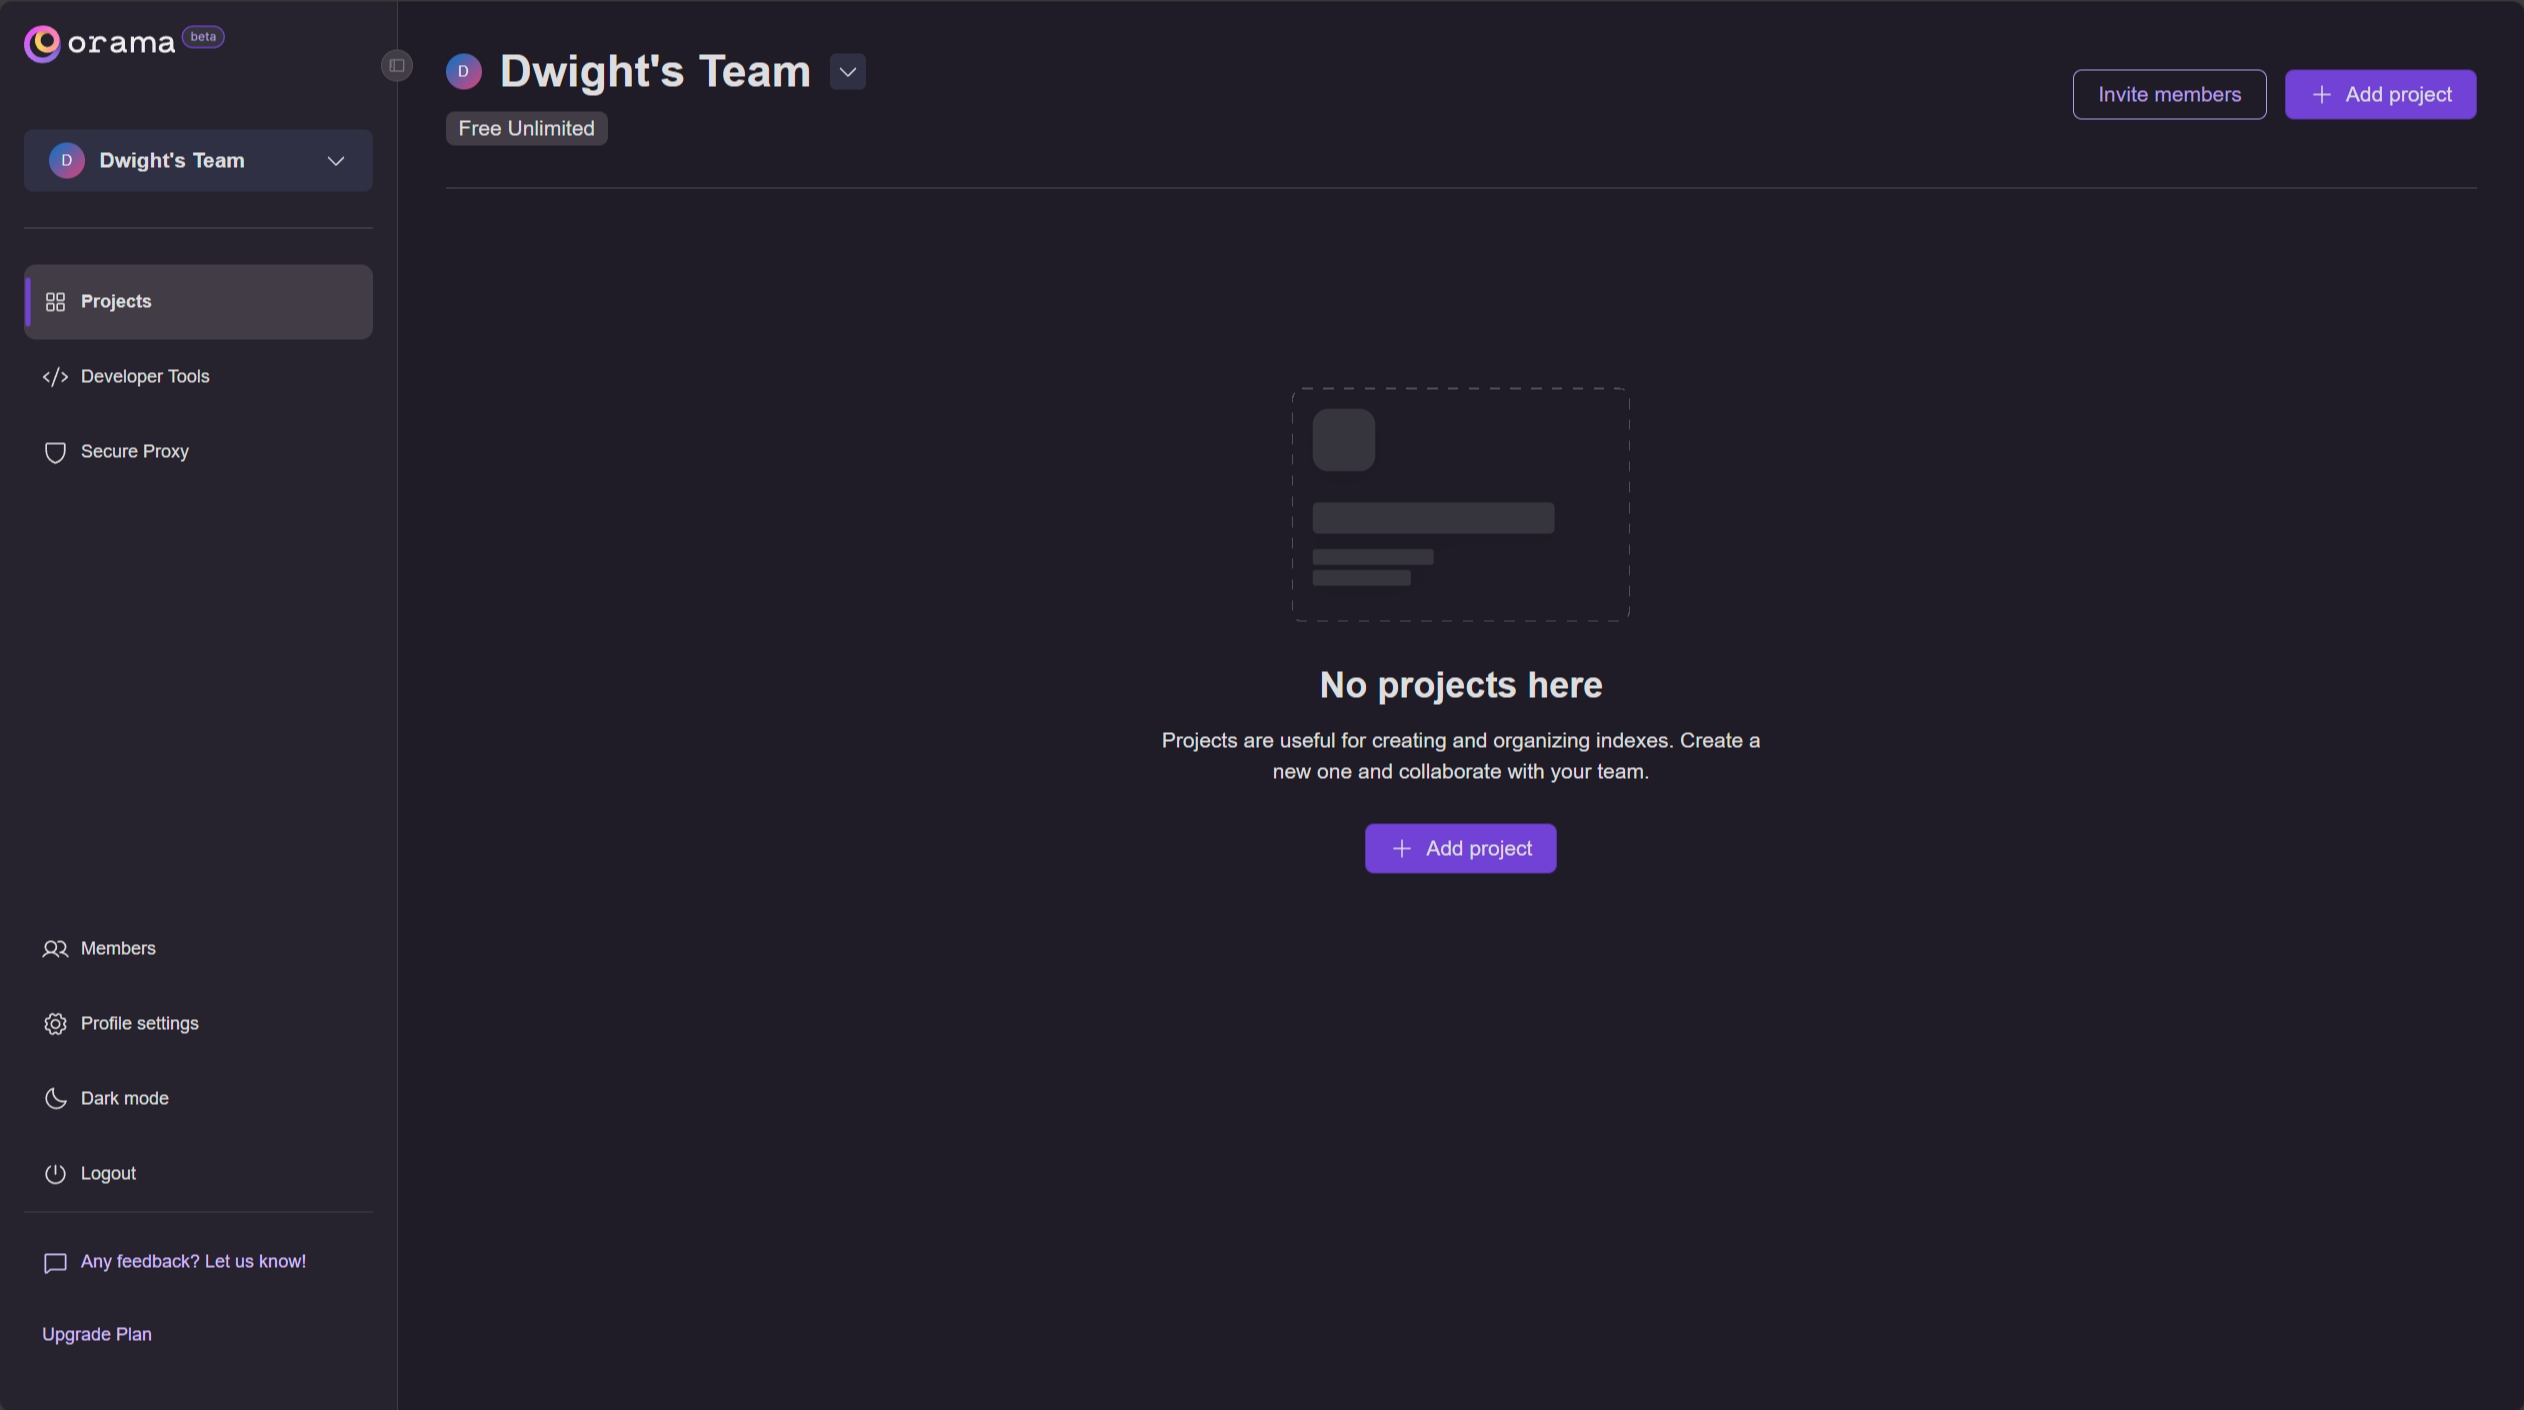 orama beta
Dwight's Team
Projects
Developer Tools
Secure Proxy
Members
Profile settings
Dark mode
Logout
Any feedback? Let us know!
Upgrade Plan
D Dwight's Team
D
Free Unlimited
Invite members
Add project
No projects here
Projects are useful for creating and organizing indexes. Create a
new one and collaborate with your team.
Add project